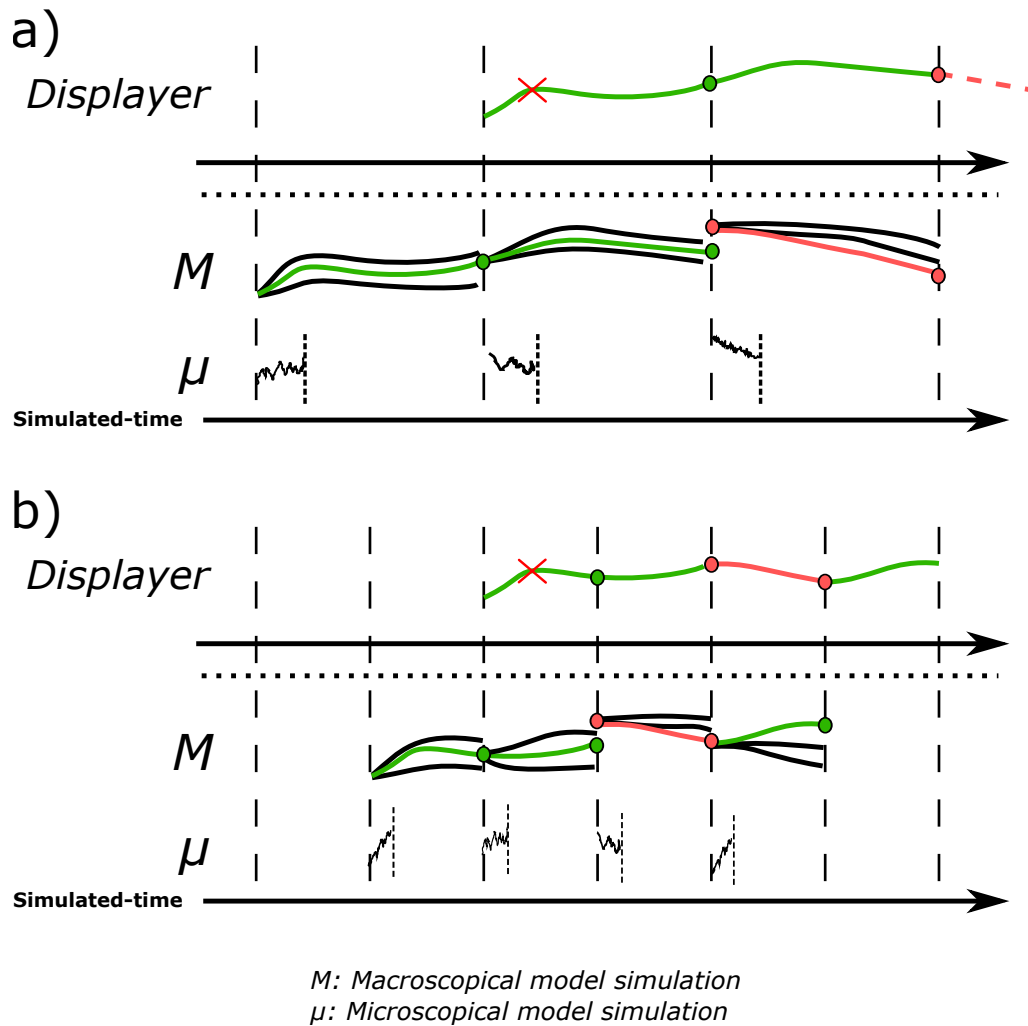 a)
Displayer
M
μ
Simulated-time
b)
Displayer
M
μ
Simulated-time
M: Macroscopical model simulation
μ: Microscopical model simulation